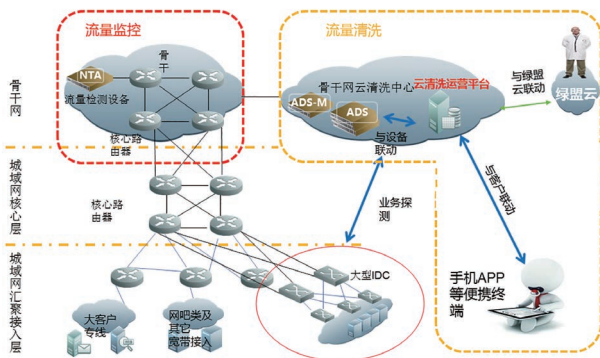 流量监控
流量清洗
骨干
NTA
流量检测设备
骨干网云清洗中心
云清洗运营平台
ADS-M
ADS
与设备
联动
与绿盟
云联动
绿盟云
骨干网
核心路
由器
城域网核心层
核心路
由器
业务探
测
与客户联动
城域网汇聚接入层
大型IDC
大客户
专线
网吧类及
其它
宽带接入
手机APP
等便携终
端